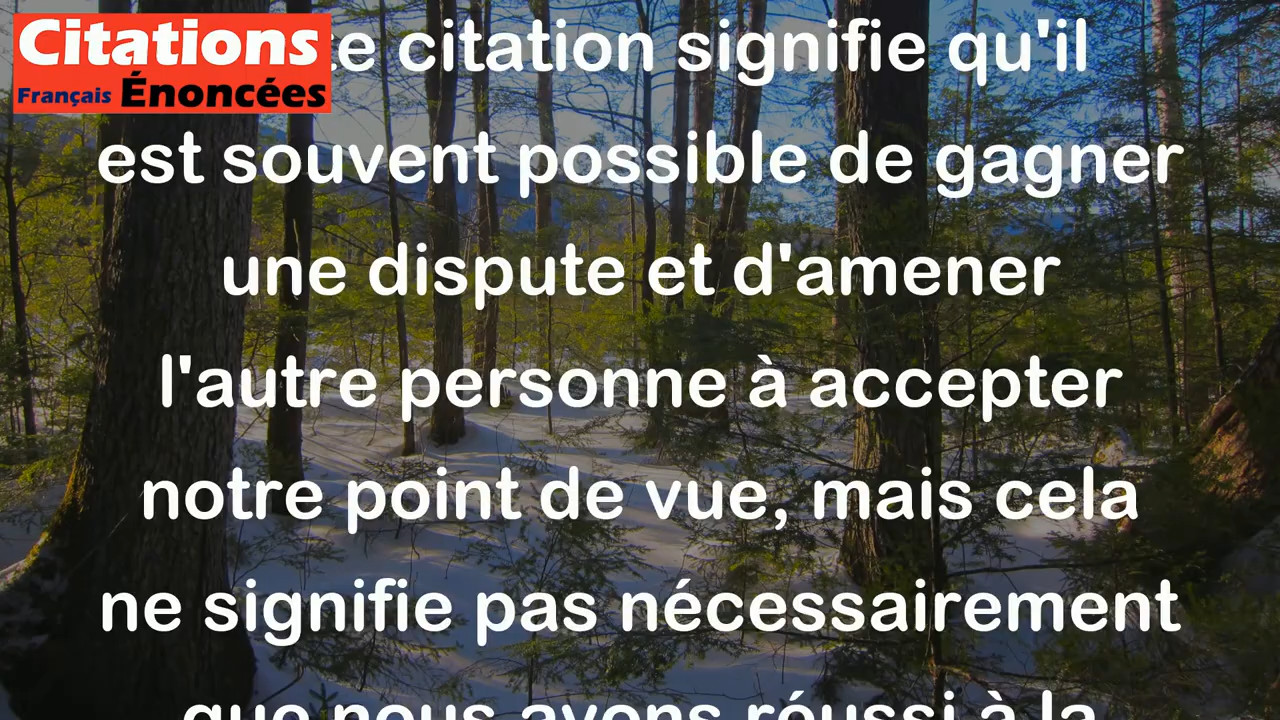 Citations
Français Énoncées
e citation signifie qu'il
est souvent possible de gagner
une dispute et d'amener
l'autre personne à accepter
notre point de vue, mais cela
ne signifie pas nécessairement
que nous avons réussi à la